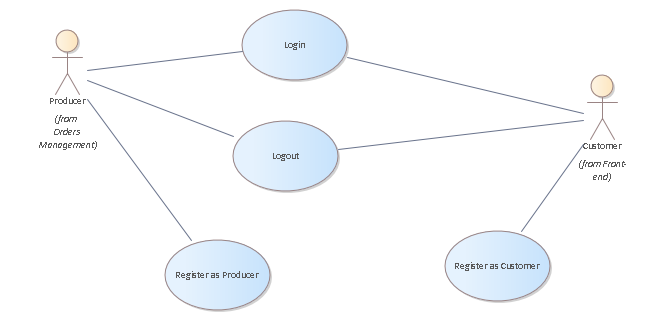 Login
Producer
(from
Orders
Management)
Customer
(from Front-
end)
Logout
Register as Producer
Register as Customer